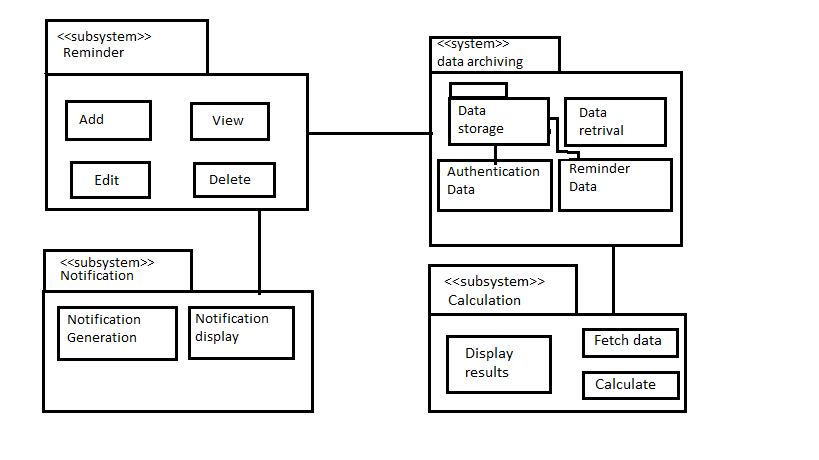 <<subsystem>>
Reminder
Add
View
Edit
Delete
<<system>>
data archiving
Data
storage
Data
retrival
Authentication
Data
Reminder
Data
<<subsystem>>
Notification
Notification
Generation
Notification
display
<<subsystem>>
Calculation
Display
results
Fetch data
Calculate